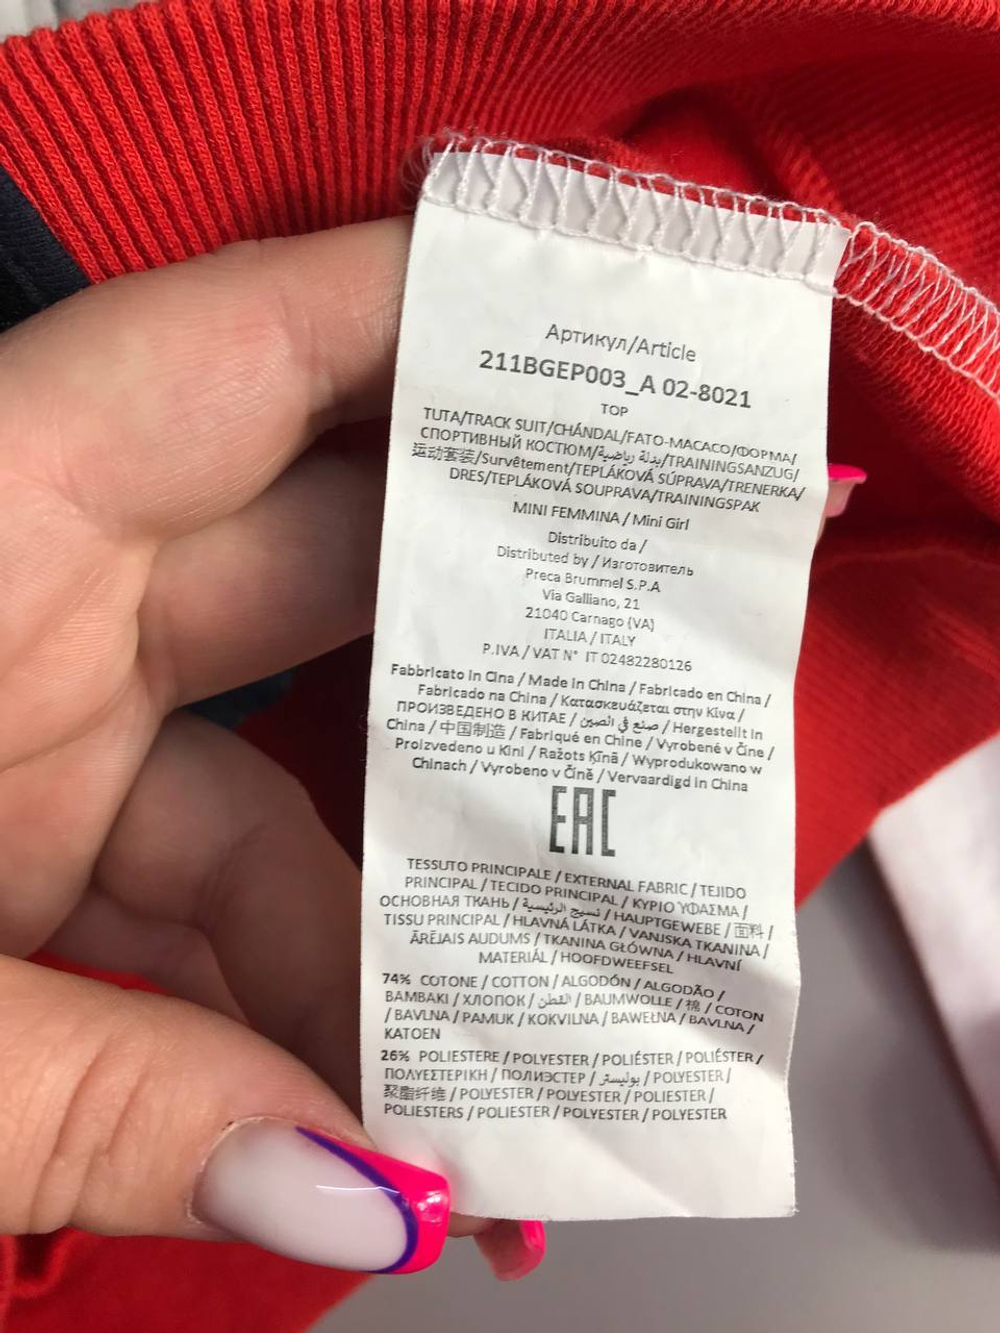 Артикул/Article
211BGEP003_A 02-8021
TOP
TUTA/TRACK SUIT/CHÁNDAL/FATO-MACACO/ФОРМА/
СПОРТИВНЫЙ КОСТЮМ/بدلة رياضية/TRAININGSANZUG/
运动套装/Survêtement/TEPLÁKOVÁ SÚPRAVA/TRENERKA/
DRES/TEPLÁKOVÁ SOUPRAVA/TRAININGSPAK
MINI FEMMINA / Mini Girl
Distribuito da /
Distributed by / Изготовитель
Preca Brummel S.P.A
Via Galliano, 21
21040 Carnago (VA)
ITALIA / ITALY
P.IVA / VAT N° IT 02482280126
Fabbricato in Cina / Made in China / Fabricado en China /
Fabricado na China / Κατασκευάζεται στην Κίνα /
ПРОИЗВЕДЕНО В КИТАЕ / صنع في الصين / Hergestellt in
China / 中国制造 / Fabriqué en Chine / Vyrobené v Číne /
Proizvedeno u Kini / Ražots Ķīnā / Wyprodukowano w
Chinach / Vyrobeno v Číně / Vervaardigd in China
EAC
TESSUTO PRINCIPALE / EXTERNAL FABRIC / TEJIDO
PRINCIPAL / TECIDO PRINCIPAL / ΚΥΡΙΟ ΥΦΑΣΜΑ /
ОСНОВНАЯ ТКАНЬ / نسيج الرئيسية / HAUPTGEWEBE / 面料 /
TISSU PRINCIPAL / HLAVNÁ LÁTKA / VANJSKA TKANINA /
ĀRĒJAIS AUDUMS / TKANINA GŁÓWNA / HLAVNÍ
MATERIÁL / HOOFDWEEFSEL
74% COTONE / COTTON / ALGODÓN / ALGODÃO /
BAMBAKI / ХЛОПОК / القطن / BAUMWOLLE / 棉 / COTON
/ BAVLNA / PAMUK / KOKVILNA / BAWEŁNA / BAVLNA /
KATOEN
26% POLIESTERE / POLYESTER / POLIÉSTER / POLIÉSTER /
ΠΟΛΥΕΣΤΕΡΙΚΗ / ПОЛИЭСТЕР / بوليستر / POLYESTER /
聚酯纤维 / POLYESTER / POLYESTER / POLIESTER /
POLIESTERS / POLIESTER / POLYESTER / POLYESTER